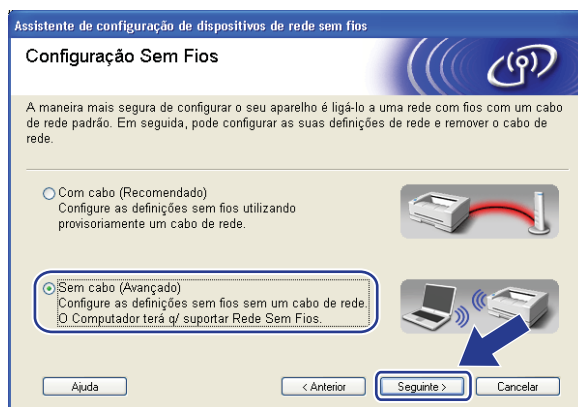 Assistente de configuração de dispositivos de rede sem fios
Configuração Sem Fios
A maneira mais segura de configurar o seu aparelho é ligá-lo a uma rede com fios com um cabo
de rede padrão. Em seguida, pode configurar as suas definições de rede e remover o cabo de
rede.
Com cabo (Recomendado)
Configure as definições sem fios utilizando
provisoriamente um cabo de rede.
Sem cabo (Avançado)
Configure as definições sem fios sem um cabo de rede.
O Computador terá q/ suportar Rede Sem Fios.
Ajuda
< Anterior
Seguinte >
Cancelar